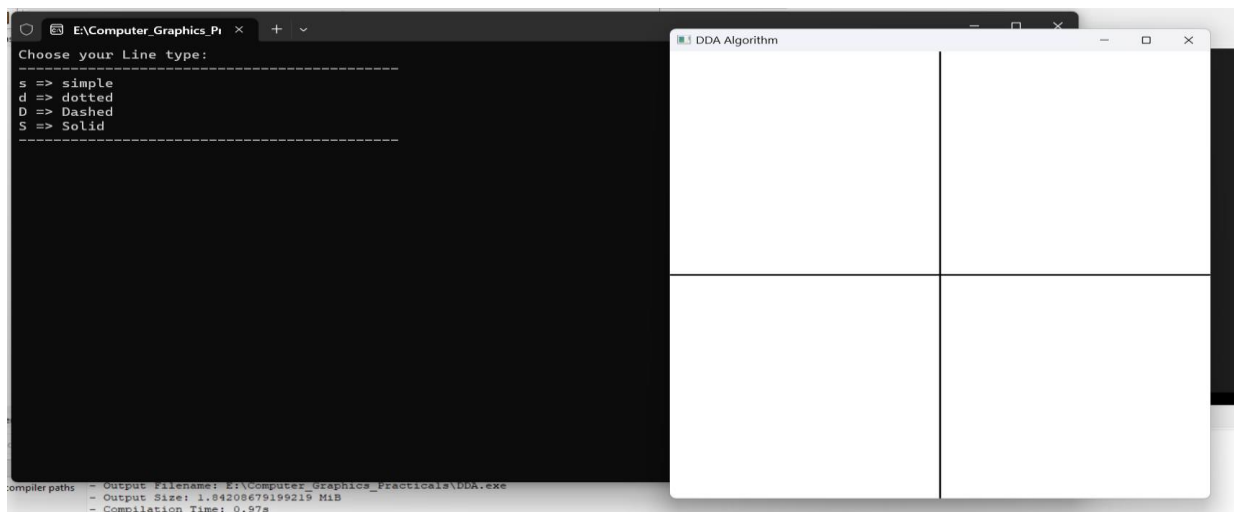 E:\Computer_Graphics_Pr
Choose your Line type:
--------------------------------------------
s => simple
d => dotted
D => Dashed
S => Solid
--------------------------------------------
DDA Algorithm
compiler paths
- Output Filename: E:\Computer_Graphics_Practicals\DDA.exe
- Output Size: 1.84208679199219 MiB
- Compilation Time: 0.97s